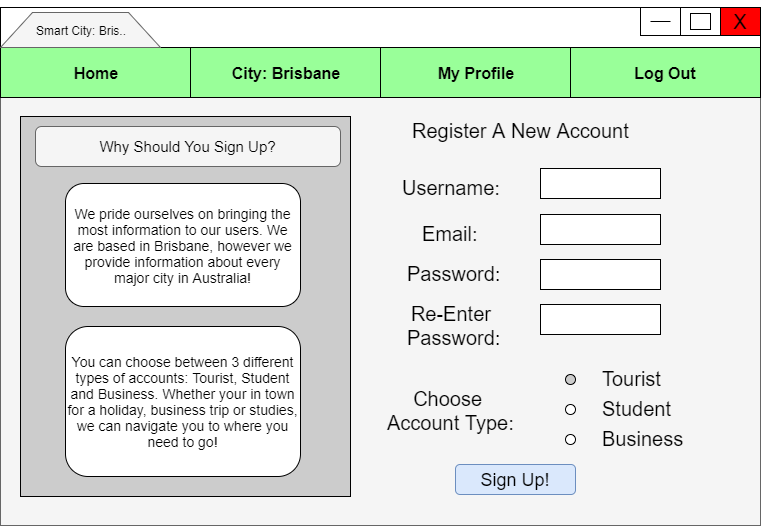 Smart City: Bris..
X
Home
City: Brisbane
My Profile
Log Out
Why Should You Sign Up?
We pride ourselves on bringing the
most information to our users. We
are based in Brisbane, however we
provide information about every
major city in Australia!
You can choose between 3 different
types of accounts: Tourist, Student
and Business. Whether your in town
for a holiday, business trip or studies,
we can navigate you to where you
need to go!
Register A New Account
Username:
Email:
Password:
Re-Enter
Password:
Choose
Account Type:
Tourist
Student
Business
Sign Up!